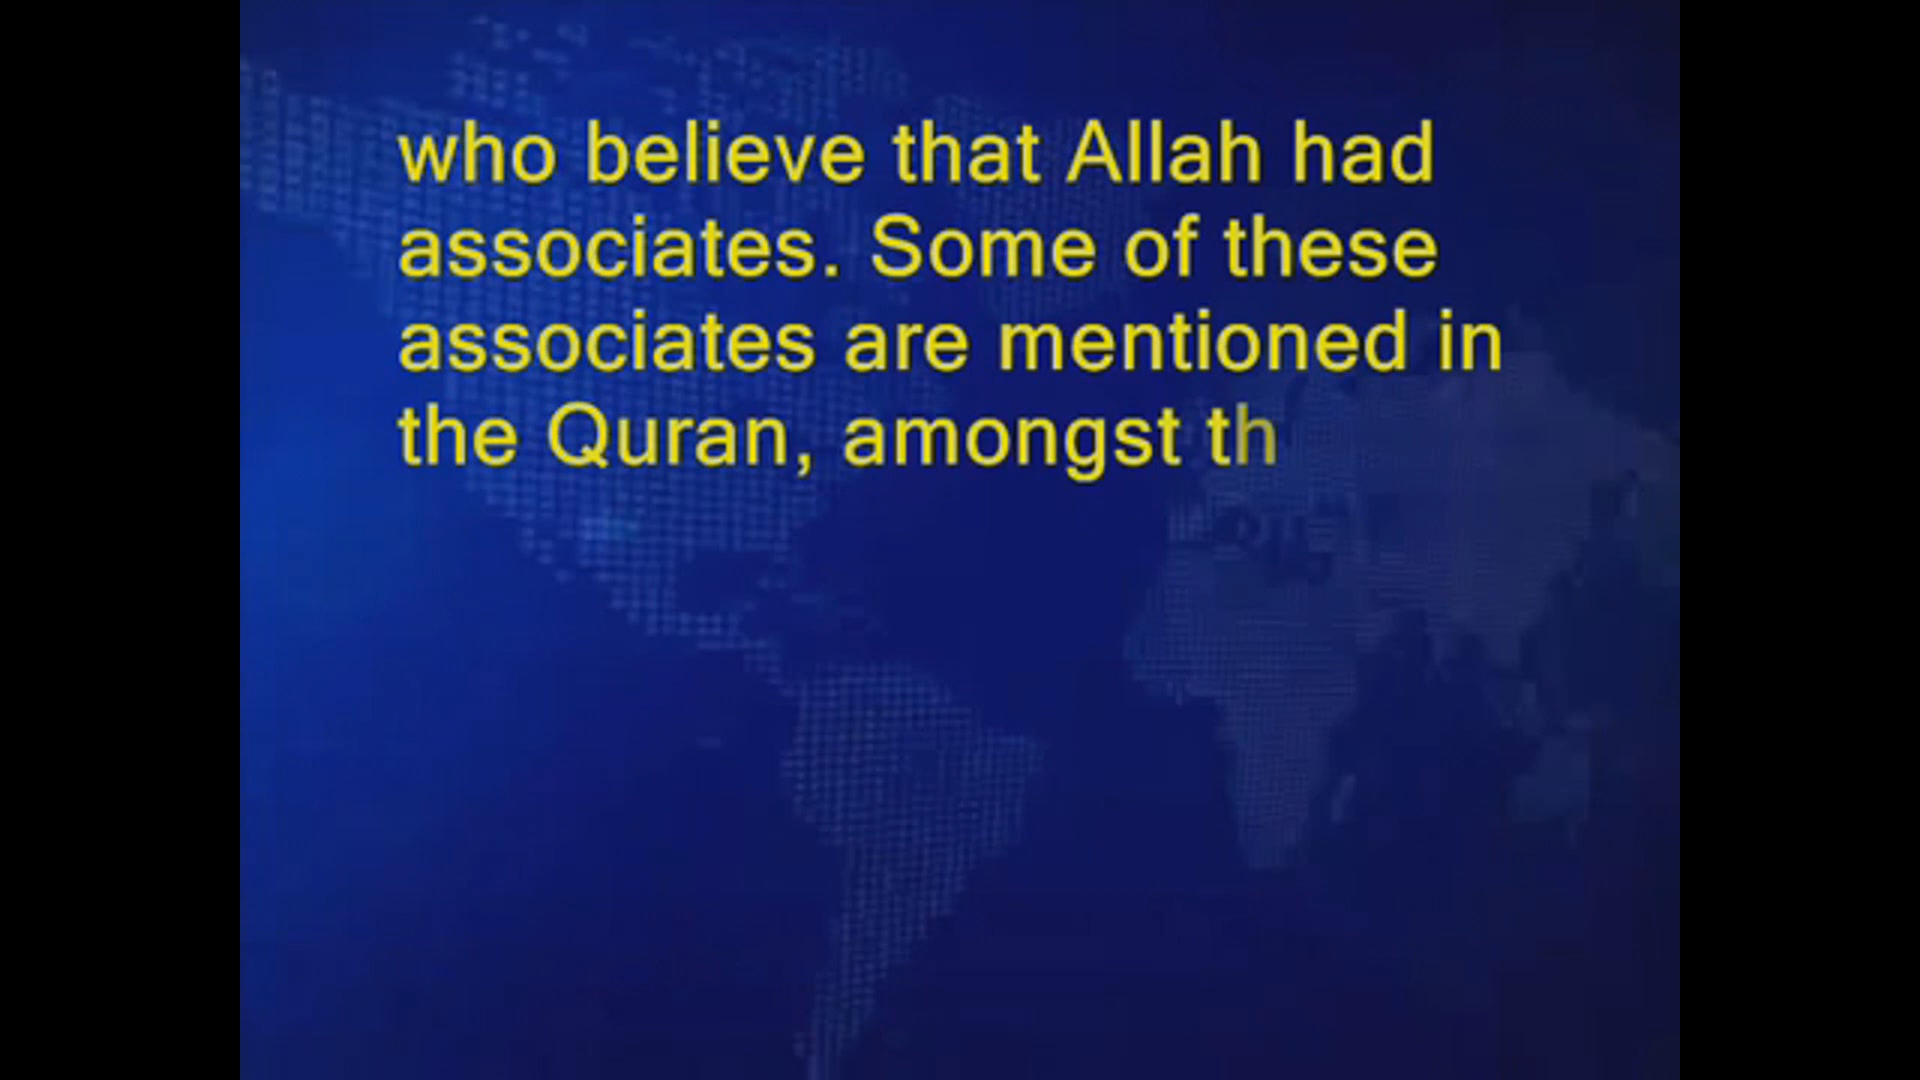 who believe that Allah had
associates. Some of these
associates are mentioned in
the Quran, amongst th